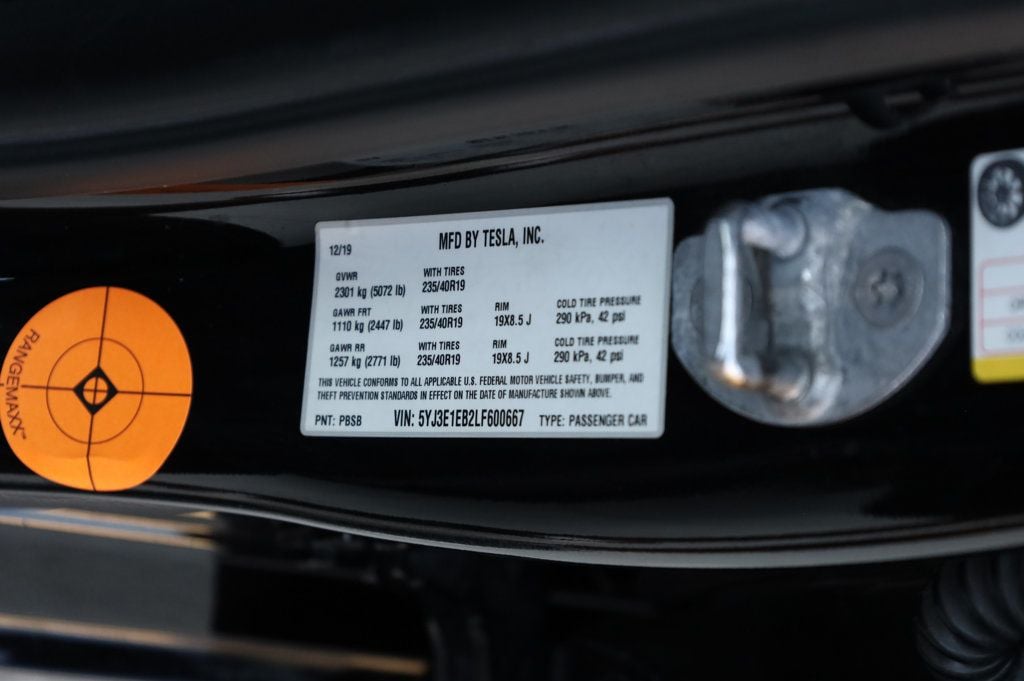 12/19 MFD BY TESLA, INC.
GVWR WITH TIRES
2301 kg (5072 lb) 235/40R19
GAWR FRT WITH TIRES RIM COLD TIRE PRESSURE
1110 kg (2447 lb) 235/40R19 19X8.5 J 290 kPa, 42 psi
GAWR RR WITH TIRES RIM COLD TIRE PRESSURE
1257 kg (2771 lb) 235/40R19 19X8.5 J 290 kPa, 42 psi
THIS VEHICLE CONFORMS TO ALL APPLICABLE U.S. FEDERAL MOTOR VEHICLE SAFETY, BUMPER, AND
THEFT PREVENTION STANDARDS IN EFFECT ON THE DATE OF MANUFACTURE SHOWN ABOVE.
PNT: PBSB VIN: 5YJ3E1EB2LF600667 TYPE: PASSENGER CAR
RANGEMAXX™